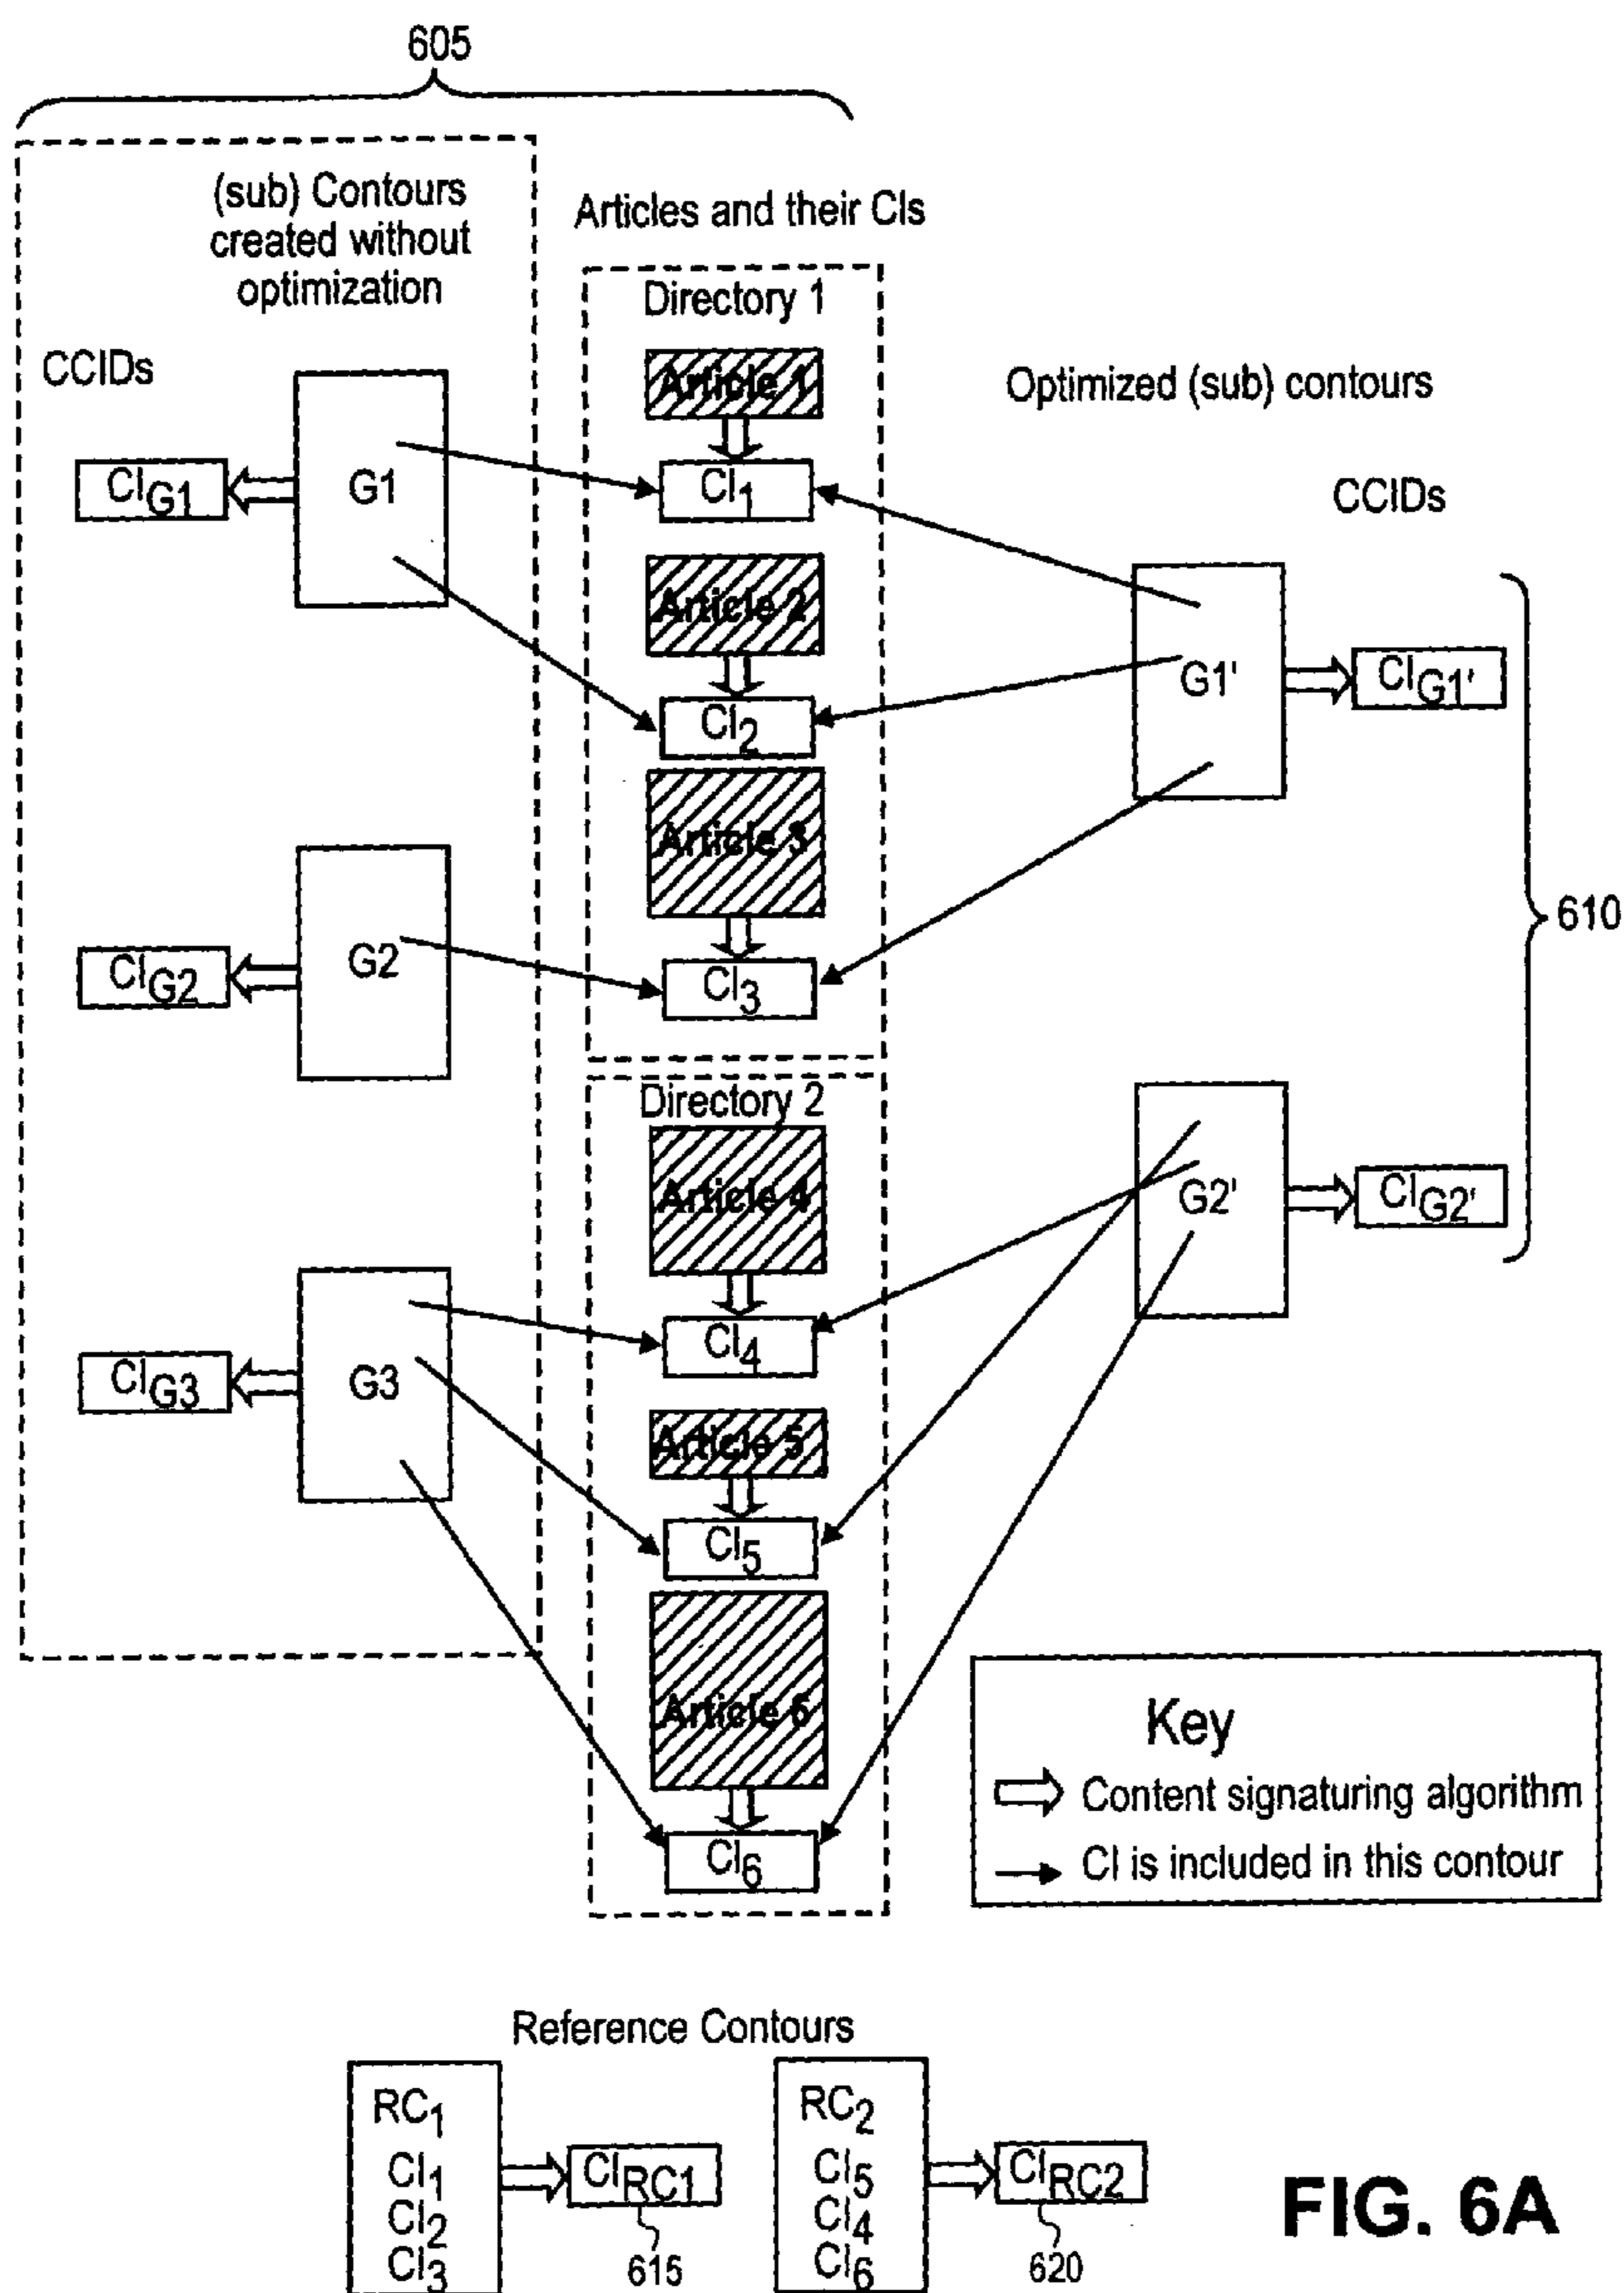 605
(sub) Contours
created without
optimization
CCIDs
G1
CI_G1
G2
CI_G2
G3
CI_G3
Articles and their CIs
Directory 1
Article 1
CI_1
Article 2
CI_2
Article 3
CI_3
Directory 2
Article 4
CI_4
Article 5
CI_5
Article 6
CI_6
Optimized (sub) contours
CCIDs
G1'
CI_G1'
G2'
CI_G2'
610
Key
Content signaturing algorithm
CI is included in this contour
Reference Contours
RC_1
CI_1
CI_2
CI_3
CI_RC1
615
RC_2
CI_5
CI_4
CI_6
CI_RC2
620
FIG. 6A